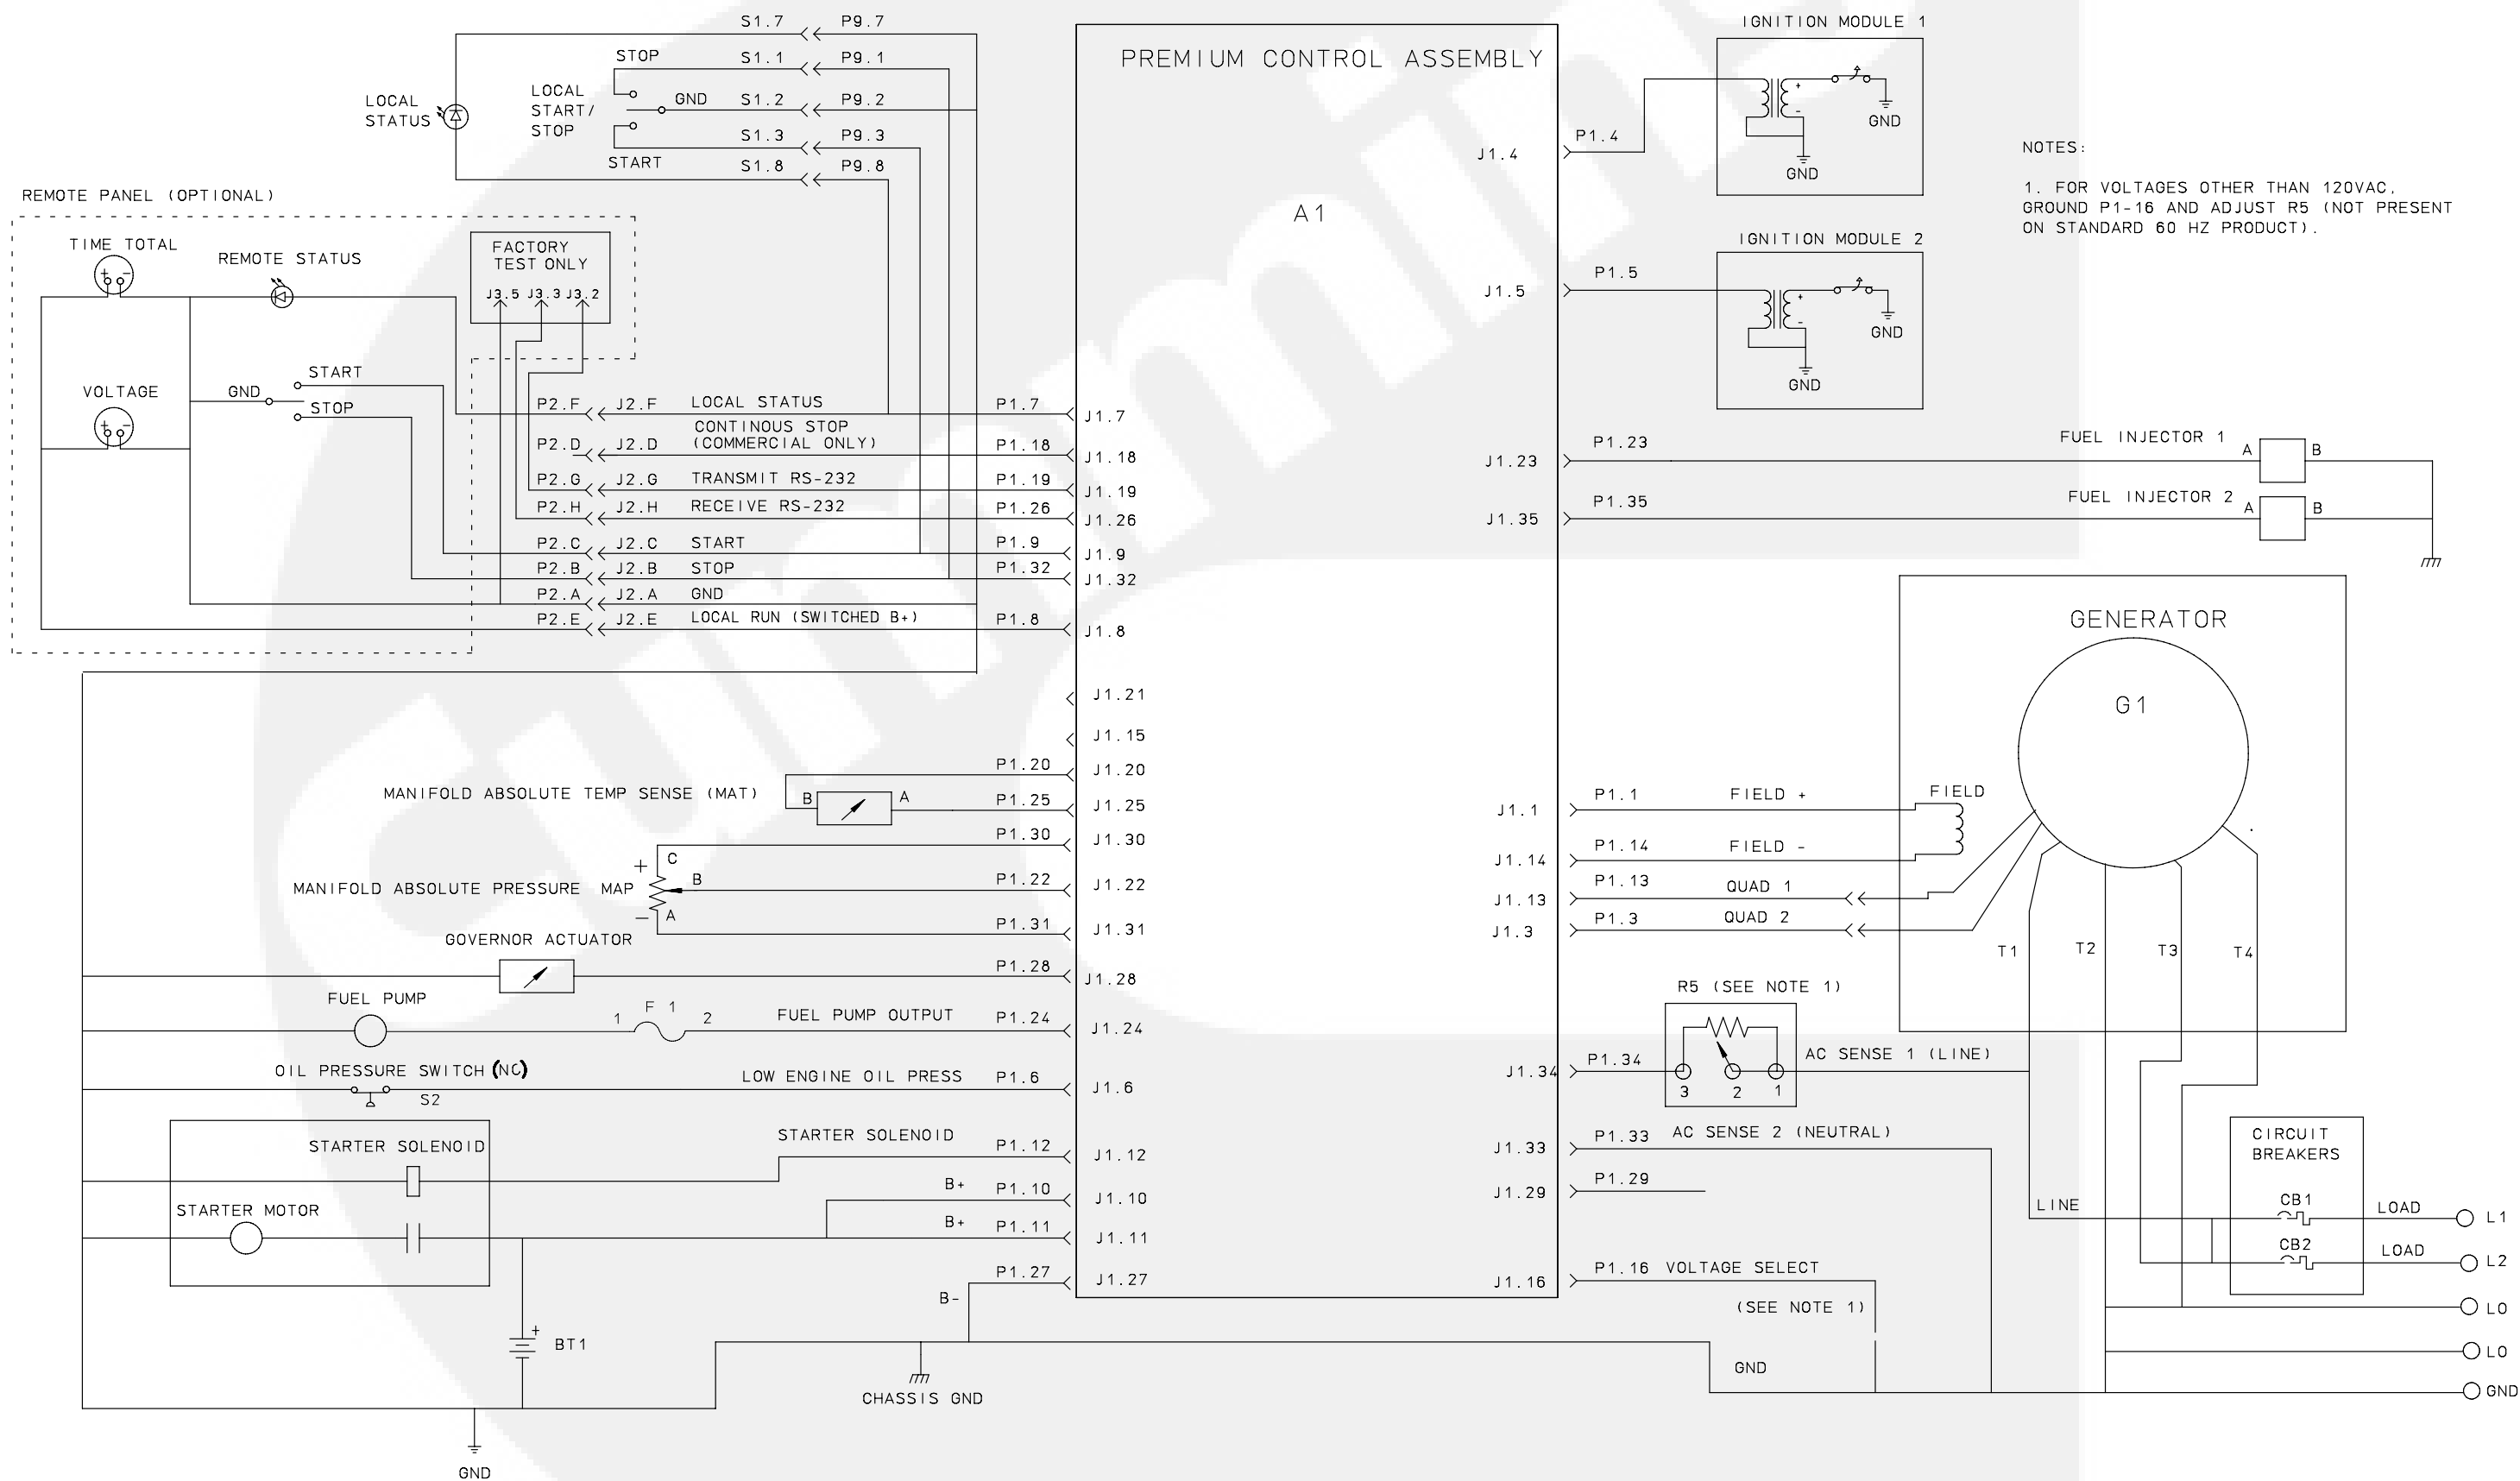 S1.7 P9.7
STOP S1.1 P9.1
LOCAL
START/
STOP
GND S1.2 P9.2
S1.3 P9.3
START
S1.8 P9.8
LOCAL
STATUS
REMOTE PANEL (OPTIONAL)
TIME TOTAL
+ -
REMOTE STATUS
FACTORY
TEST ONLY
J3.5 J3.3 J3.2
VOLTAGE
+ -
GND
START
STOP
P2.F J2.F LOCAL STATUS P1.7 J1.7
CONTINOUS STOP
P2.D J2.D (COMMERCIAL ONLY) P1.18 J1.18
P2.G J2.G TRANSMIT RS-232 P1.19 J1.19
P2.H J2.H RECEIVE RS-232 P1.26 J1.26
P2.C J2.C START P1.9 J1.9
P2.B J2.B STOP P1.32 J1.32
P2.A J2.A GND
P2.E J2.E LOCAL RUN (SWITCHED B+) P1.8 J1.8
J1.21
J1.15
P1.20 J1.20
MANIFOLD ABSOLUTE TEMP SENSE (MAT) B A P1.25 J1.25
P1.30 J1.30
+ C
MANIFOLD ABSOLUTE PRESSURE MAP B P1.22 J1.22
- A
P1.31 J1.31
GOVERNOR ACTUATOR
P1.28 J1.28
FUEL PUMP
1 F 1 2 FUEL PUMP OUTPUT P1.24 J1.24
OIL PRESSURE SWITCH (NC)
S2
LOW ENGINE OIL PRESS P1.6 J1.6
STARTER SOLENOID
STARTER SOLENOID P1.12 J1.12
B+ P1.10 J1.10
STARTER MOTOR
B+ P1.11 J1.11
P1.27 J1.27
B-
+
BT1
CHASSIS GND
GND
PREMIUM CONTROL ASSEMBLY
A1
IGNITION MODULE 1
J1.4 P1.4
+
-
GND
GND
IGNITION MODULE 2
J1.5 P1.5
+
-
GND
GND
NOTES:
1. FOR VOLTAGES OTHER THAN 120VAC,
GROUND P1-16 AND ADJUST R5 (NOT PRESENT
ON STANDARD 60 HZ PRODUCT).
J1.23 P1.23 FUEL INJECTOR 1 A B
J1.35 P1.35 FUEL INJECTOR 2 A B
GENERATOR
G1
J1.1 P1.1 FIELD + FIELD
J1.14 P1.14 FIELD -
J1.13 P1.13 QUAD 1
J1.3 P1.3 QUAD 2
T1 T2 T3 T4
R5 (SEE NOTE 1)
J1.34 P1.34 3 2 1 AC SENSE 1 (LINE)
J1.33 P1.33 AC SENSE 2 (NEUTRAL)
J1.29 P1.29
J1.16 P1.16 VOLTAGE SELECT
(SEE NOTE 1)
GND
CIRCUIT
BREAKERS
LINE CB1 LOAD L1
CB2 LOAD L2
LO
LO
GND
Cummins